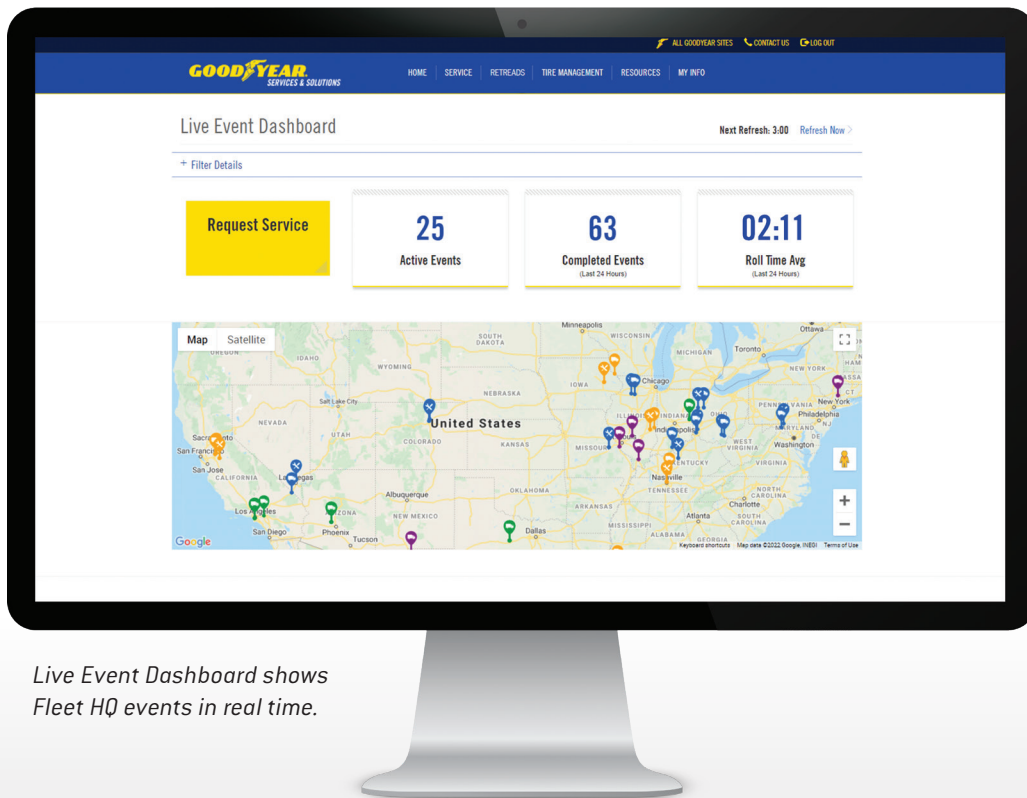 ALL GOODYEAR SITES CONTACT US LOG OUT
GOODYEAR
SERVICES & SOLUTIONS
HOME SERVICE RETREADS TIRE MANAGEMENT RESOURCES MY INFO
Live Event Dashboard
Next Refresh: 3:00 Refresh Now >
+ Filter Details
Request Service
25
Active Events
63
Completed Events
(Last 24 Hours)
02:11
Roll Time Avg
(Last 24 Hours)
Map Satellite
Minneapolis
Ottawa
SOUTH
DAKOTA
WISCONSIN
OREGON
IDAHO
MICHIGAN
Toronto
WYOMING
NEW YORK
IOWA
Chicago
NEBRASKA
Salt Lake City
PENNSYLVANIA
New York
CT
NEVADA
United States
Philadelphia
MARYLAND
NJ
UTAH
COLORADO
KANSAS
MISSOURI
WEST
VIRGINIA
Washington
DE
San Francisco
San Jose
CALIFORNIA
KENTUCKY
VIRGINIA
Nashville
Albuquerque
OKLAHOMA
TENNESSEE
NORTH
CAROLINA
Los Angeles
NEW MEXICO
ARKANSAS
Charlotte
Atlanta
SOUTH
CAROLINA
San Diego
Phoenix
Dallas
MISSISSIPPI
Tucson
ALABAMA
GEORGIA
Google
Keyboard shortcuts Map data ©2022 Google, INEGI Terms of Use
Live Event Dashboard shows
Fleet HQ events in real time.